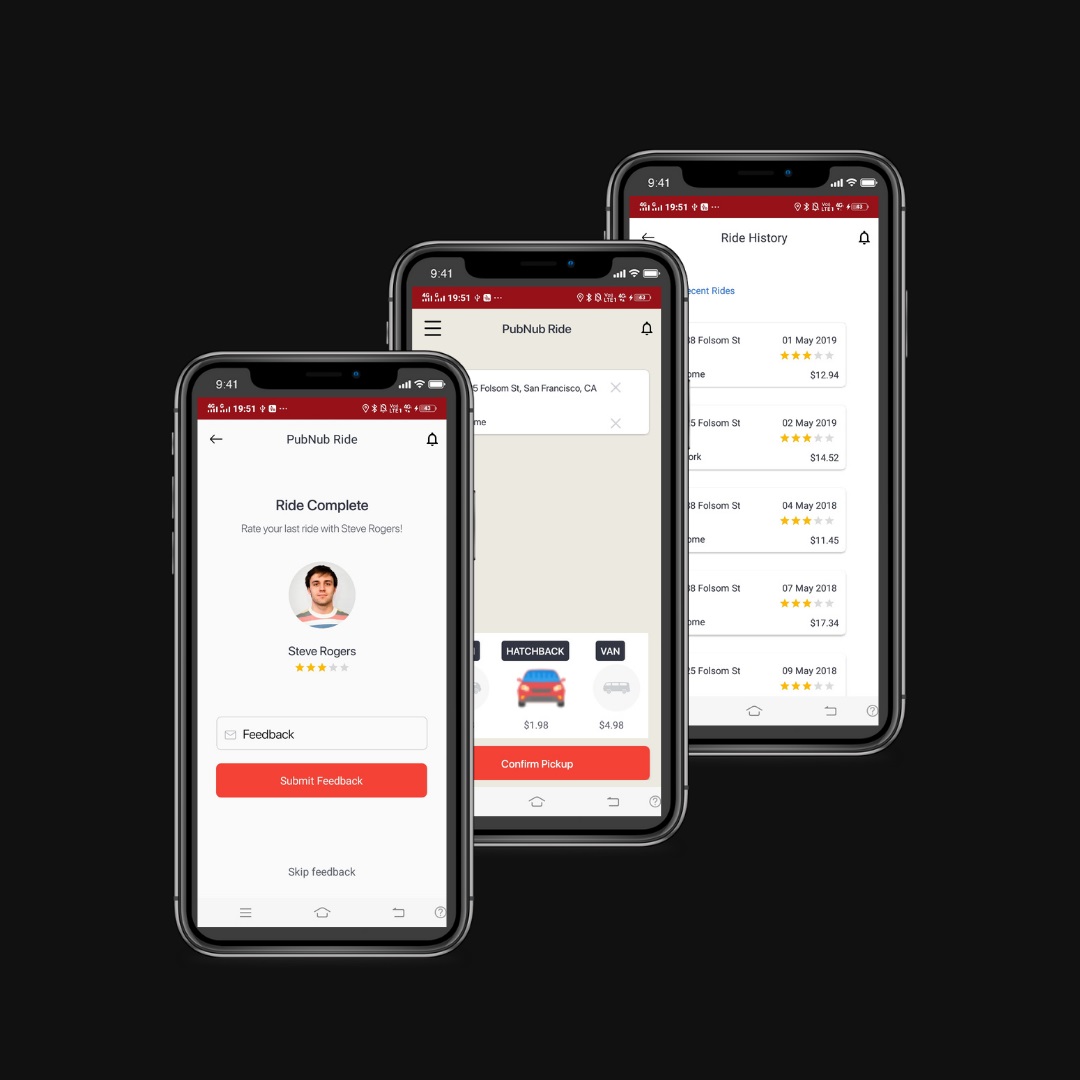 9:41
19:51
PubNub Ride
Ride Complete
Rate your last ride with Steve Rogers!
Steve Rogers
Feedback
Submit Feedback
Skip feedback
9:41
19:51
PubNub Ride
5 Folsom St, San Francisco, CA
me
HATCHBACK
VAN
$1.98
$4.98
Confirm Pickup
9:41
19:51
Ride History
ecent Rides
38 Folsom St
01 May 2019
ome
$12.94
25 Folsom St
02 May 2019
ork
$14.52
38 Folsom St
04 May 2018
ome
$11.45
38 Folsom St
07 May 2018
ome
$17.34
25 Folsom St
09 May 2018